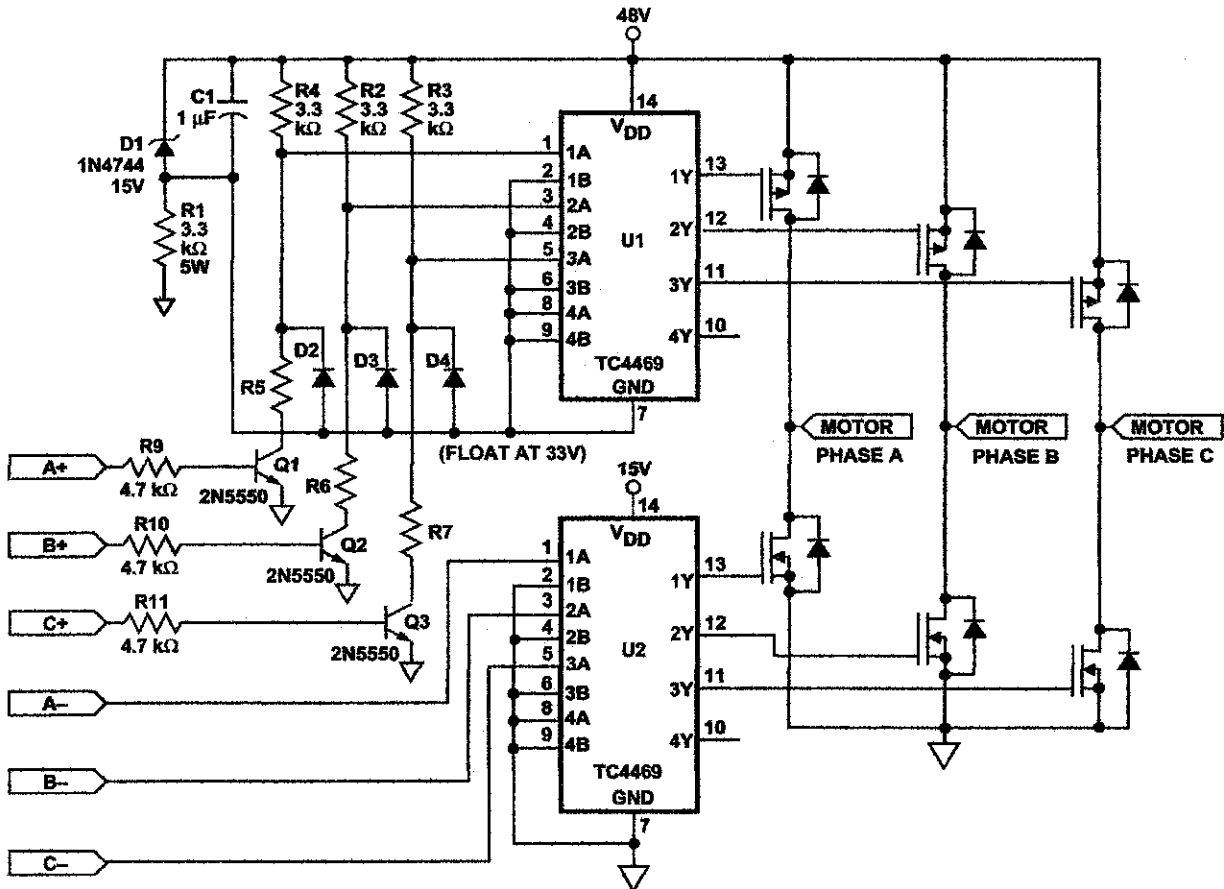 48V
C1
1 µF
D1
1N4744
15V
R1
3.3
kΩ
5W
R4
3.3
kΩ
R2
3.3
kΩ
R3
3.3
kΩ
14
VDD
1 1A
2 1B
3 2A
4 2B
5 3A
6 3B
8 4A
9 4B
1Y 13
2Y 12
3Y 11
4Y 10
U1
TC4469
GND
7
D2
D3
D4
R5
(FLOAT AT 33V)
MOTOR
PHASE A
MOTOR
PHASE B
MOTOR
PHASE C
A+
R9
4.7 kΩ
Q1
2N5550
R6
B+
R10
4.7 kΩ
Q2
2N5550
R7
C+
R11
4.7 kΩ
Q3
2N5550
A–
B–
C–
15V
14
VDD
1 1A
2 1B
3 2A
4 2B
5 3A
6 3B
8 4A
9 4B
1Y 13
2Y 12
3Y 11
4Y 10
U2
TC4469
GND
7